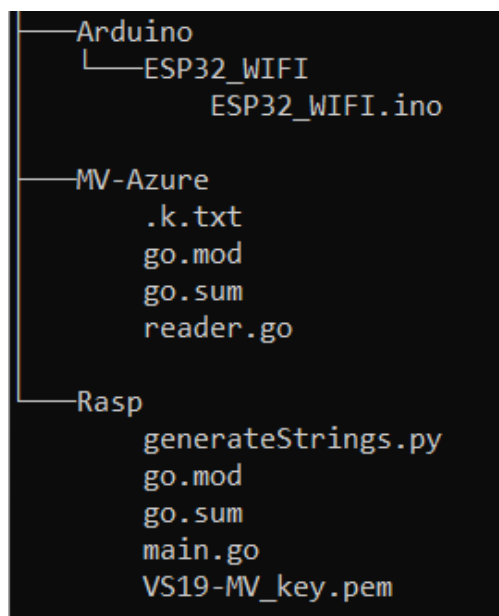 Arduino
ESP32_WIFI
ESP32_WIFI.ino
MV-Azure
.k.txt
go.mod
go.sum
reader.go
Rasp
generateStrings.py
go.mod
go.sum
main.go
VS19-MV_key.pem